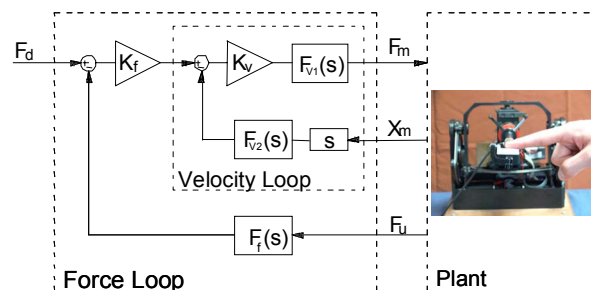 F_d
+
-
K_f
+
-
K_v
F_v1(s)
F_m
F_v2(s)
s
X_m
Velocity Loop
F_f(s)
F_u
Force Loop
Plant